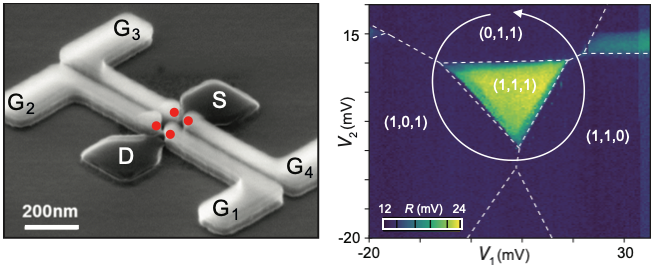 G3
G2
S
D
G4
G1
200nm
15
V2(mV)
-20
(0,1,1)
(1,1,1)
(1,0,1)
(1,1,0)
12 R (mV) 24
-20 V1(mV) 30